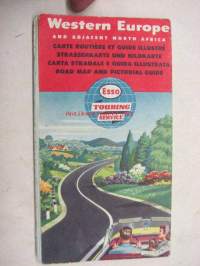 Western Europe
AND ADJACENT NORTH AFRICA
CARTE ROUTIÈRE ET GUIDE ILLUSTRÉ
STRASSENKARTE UND BILDKARTE
CARTA STRADALE E GUIDA ILLUSTRATA
ROAD MAP AND PICTORIAL GUIDE
Esso
TOURING
SERVICE